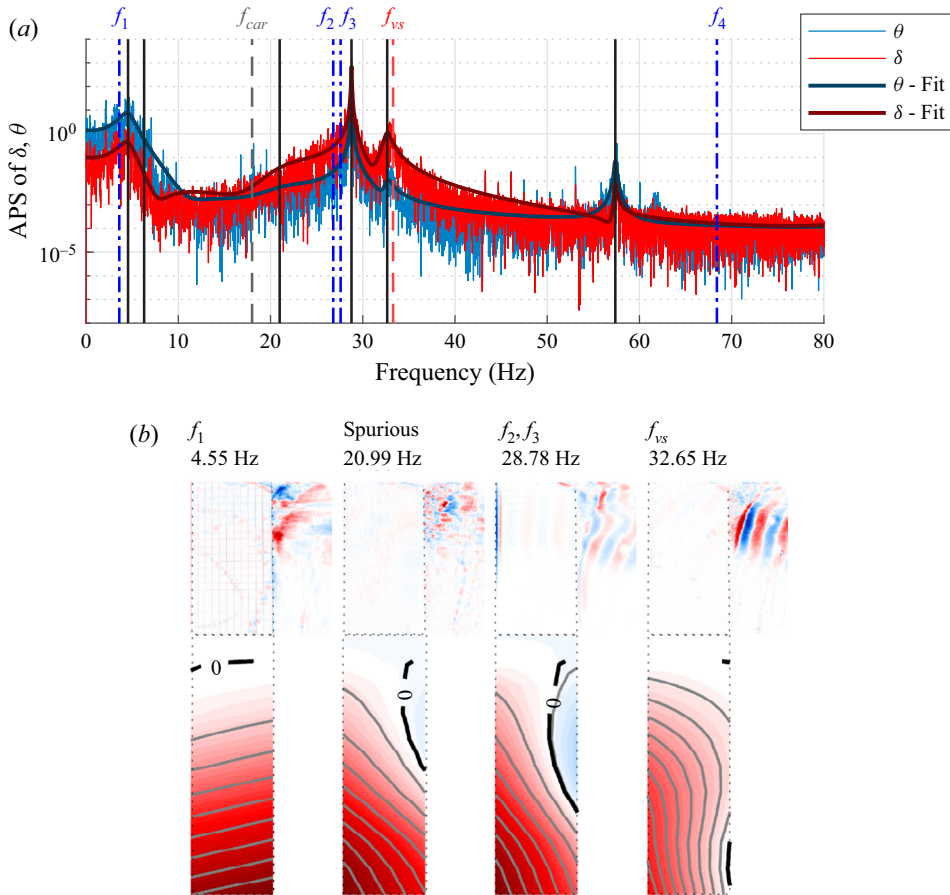 (a)
f1 fcar f2 f3 fvs f4
θ
δ
θ - Fit
δ - Fit
APS of δ, θ
10^0
10^-5
0 10 20 30 40 50 60 70 80
Frequency (Hz)
(b)
f1 Spurious f2, f3 fvs
4.55 Hz 20.99 Hz 28.78 Hz 32.65 Hz
0 0 0